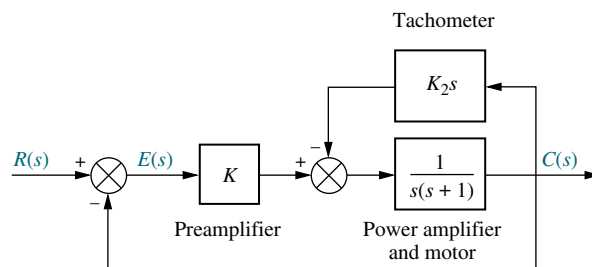 Tachometer
K₂s
R(s) + − E(s) K + − 1
s(s + 1) C(s)
Preamplifier
Power amplifier
and motor